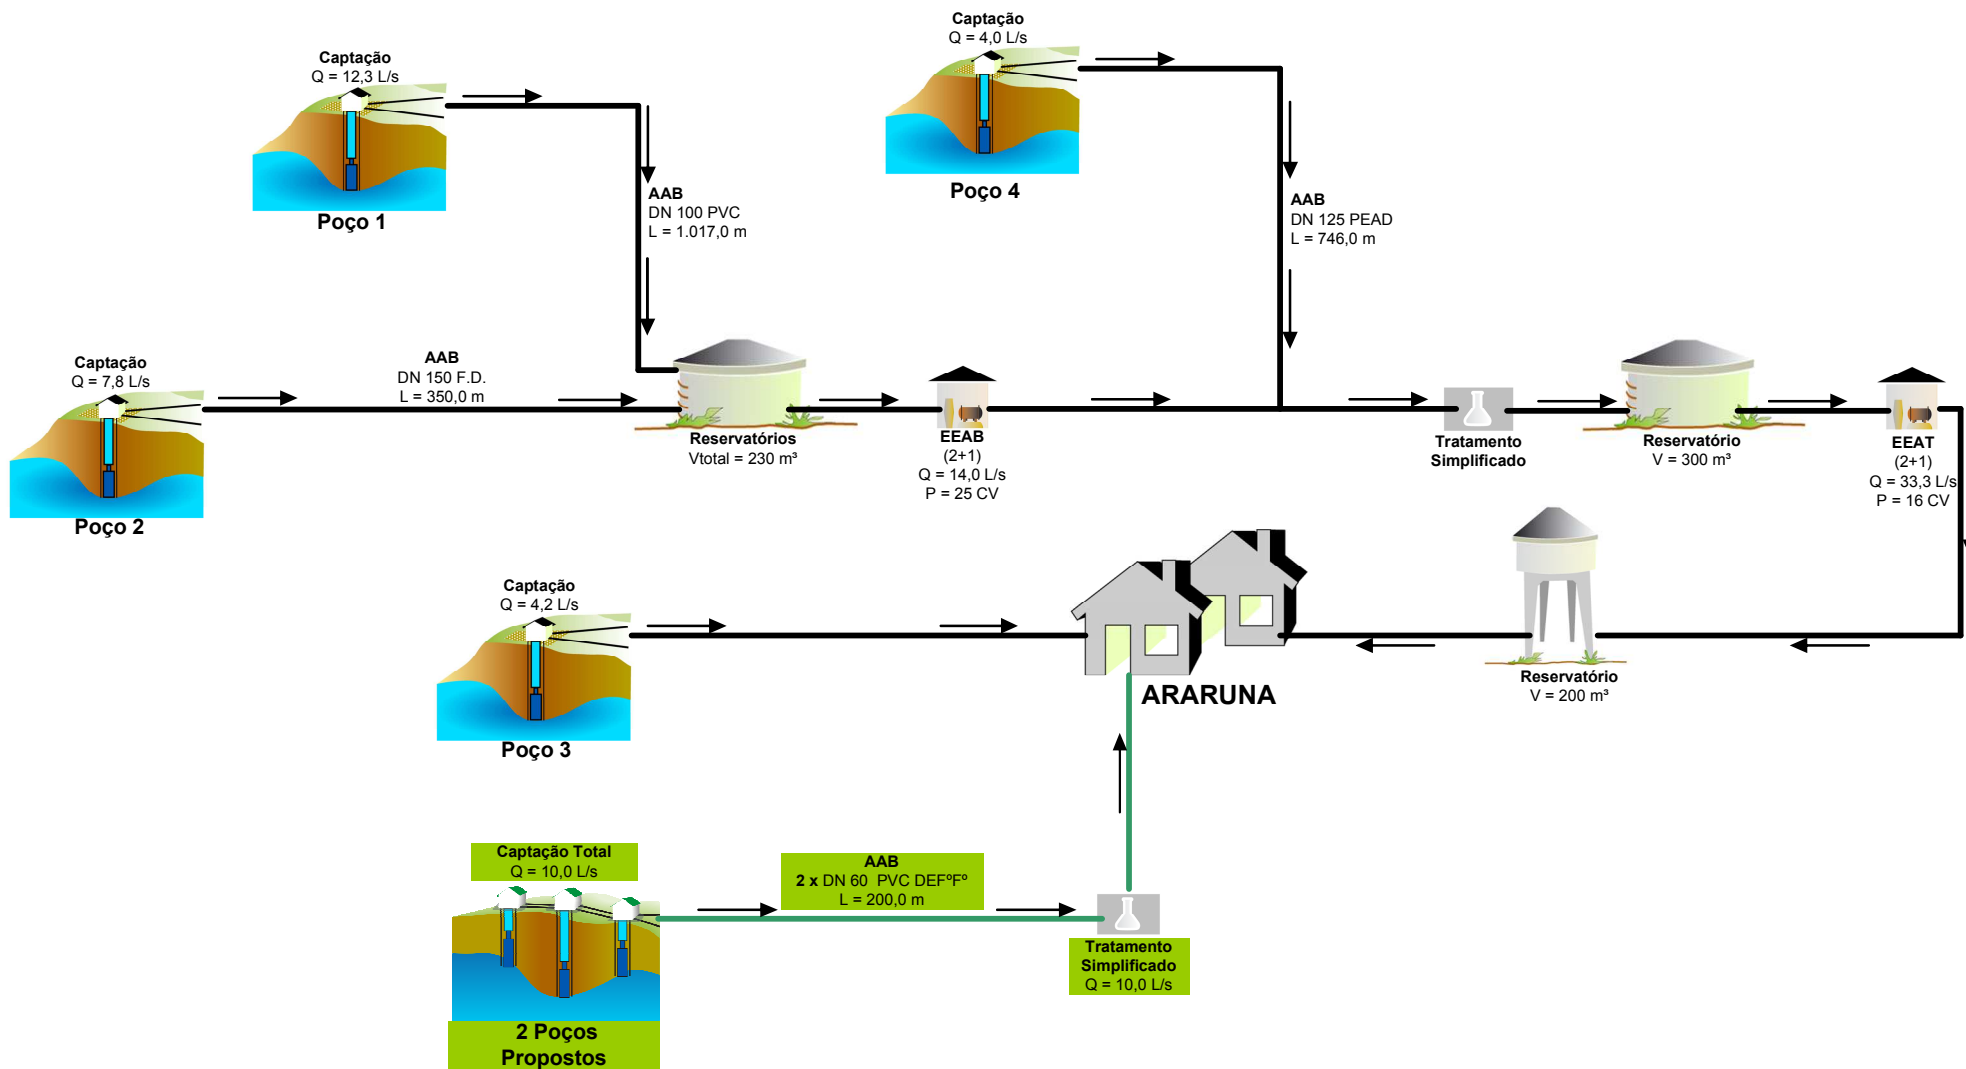 Captação
Q = 4,0 L/s
Poço 4
Captação
Q = 12,3 L/s
Poço 1
AAB
DN 100 PVC
L = 1.017,0 m
AAB
DN 125 PEAD
L = 746,0 m
Captação
Q = 7,8 L/s
Poço 2
AAB
DN 150 F.D.
L = 350,0 m
Reservatórios
Vtotal = 230 m³
EEAB
(2+1)
Q = 14,0 L/s
P = 25 CV
Tratamento
Simplificado
Reservatório
V = 300 m³
EEAT
(2+1)
Q = 33,3 L/s
P = 16 CV
Captação
Q = 4,2 L/s
Poço 3
ARARUNA
Reservatório
V = 200 m³
Captação Total
Q = 10,0 L/s
2 Poços
Propostos
AAB
2 x DN 60 PVC DEFºFº
L = 200,0 m
Tratamento
Simplificado
Q = 10,0 L/s